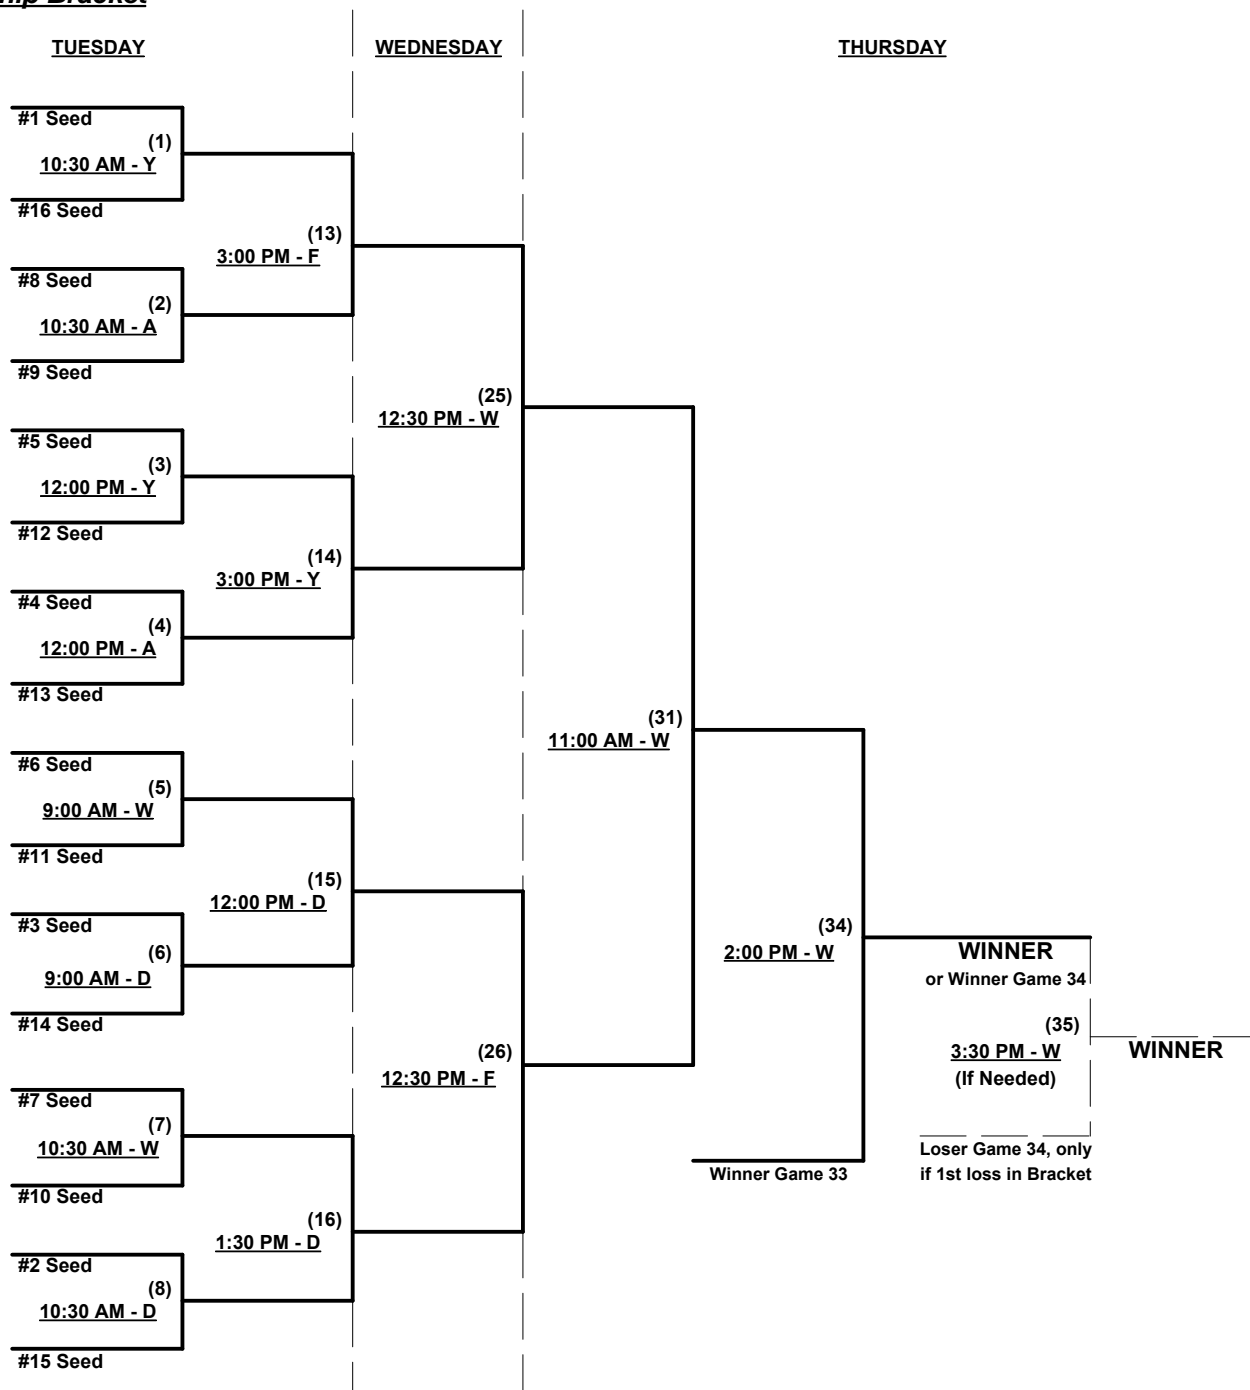 TUESDAY
WEDNESDAY
THURSDAY
#1 Seed
(1)
10:30 AM - Y
#16 Seed
(13)
3:00 PM - F
#8 Seed
(2)
10:30 AM - A
#9 Seed
(25)
12:30 PM - W
#5 Seed
(3)
12:00 PM - Y
#12 Seed
(14)
3:00 PM - Y
#4 Seed
(4)
12:00 PM - A
#13 Seed
(31)
11:00 AM - W
#6 Seed
(5)
9:00 AM - W
#11 Seed
(15)
12:00 PM - D
#3 Seed
(6)
9:00 AM - D
#14 Seed
(34)
2:00 PM - W
WINNER
or Winner Game 34
(35)
3:30 PM - W
(If Needed)
WINNER
(26)
12:30 PM - F
#7 Seed
(7)
10:30 AM - W
#10 Seed
Loser Game 34, only
if 1st loss in Bracket
Winner Game 33
(16)
1:30 PM - D
#2 Seed
(8)
10:30 AM - D
#15 Seed